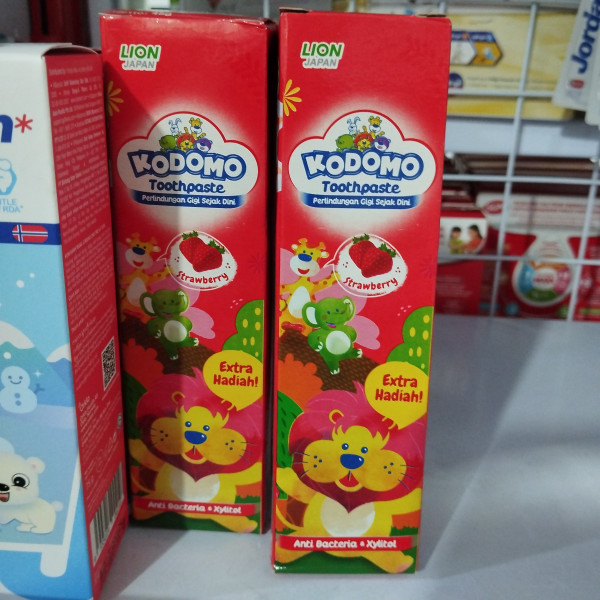 LION
JAPAN
KODOMO
Toothpaste
Perlindungan Gigi Sejak Dini
Strawberry
Extra
Hadiah!
Anti Bacteria & Xylitol
LION
JAPAN
KODOMO
Toothpaste
Perlindungan Gigi Sejak Dini
Strawberry
Extra
Hadiah!
Anti Bacteria & Xylitol
Jordan